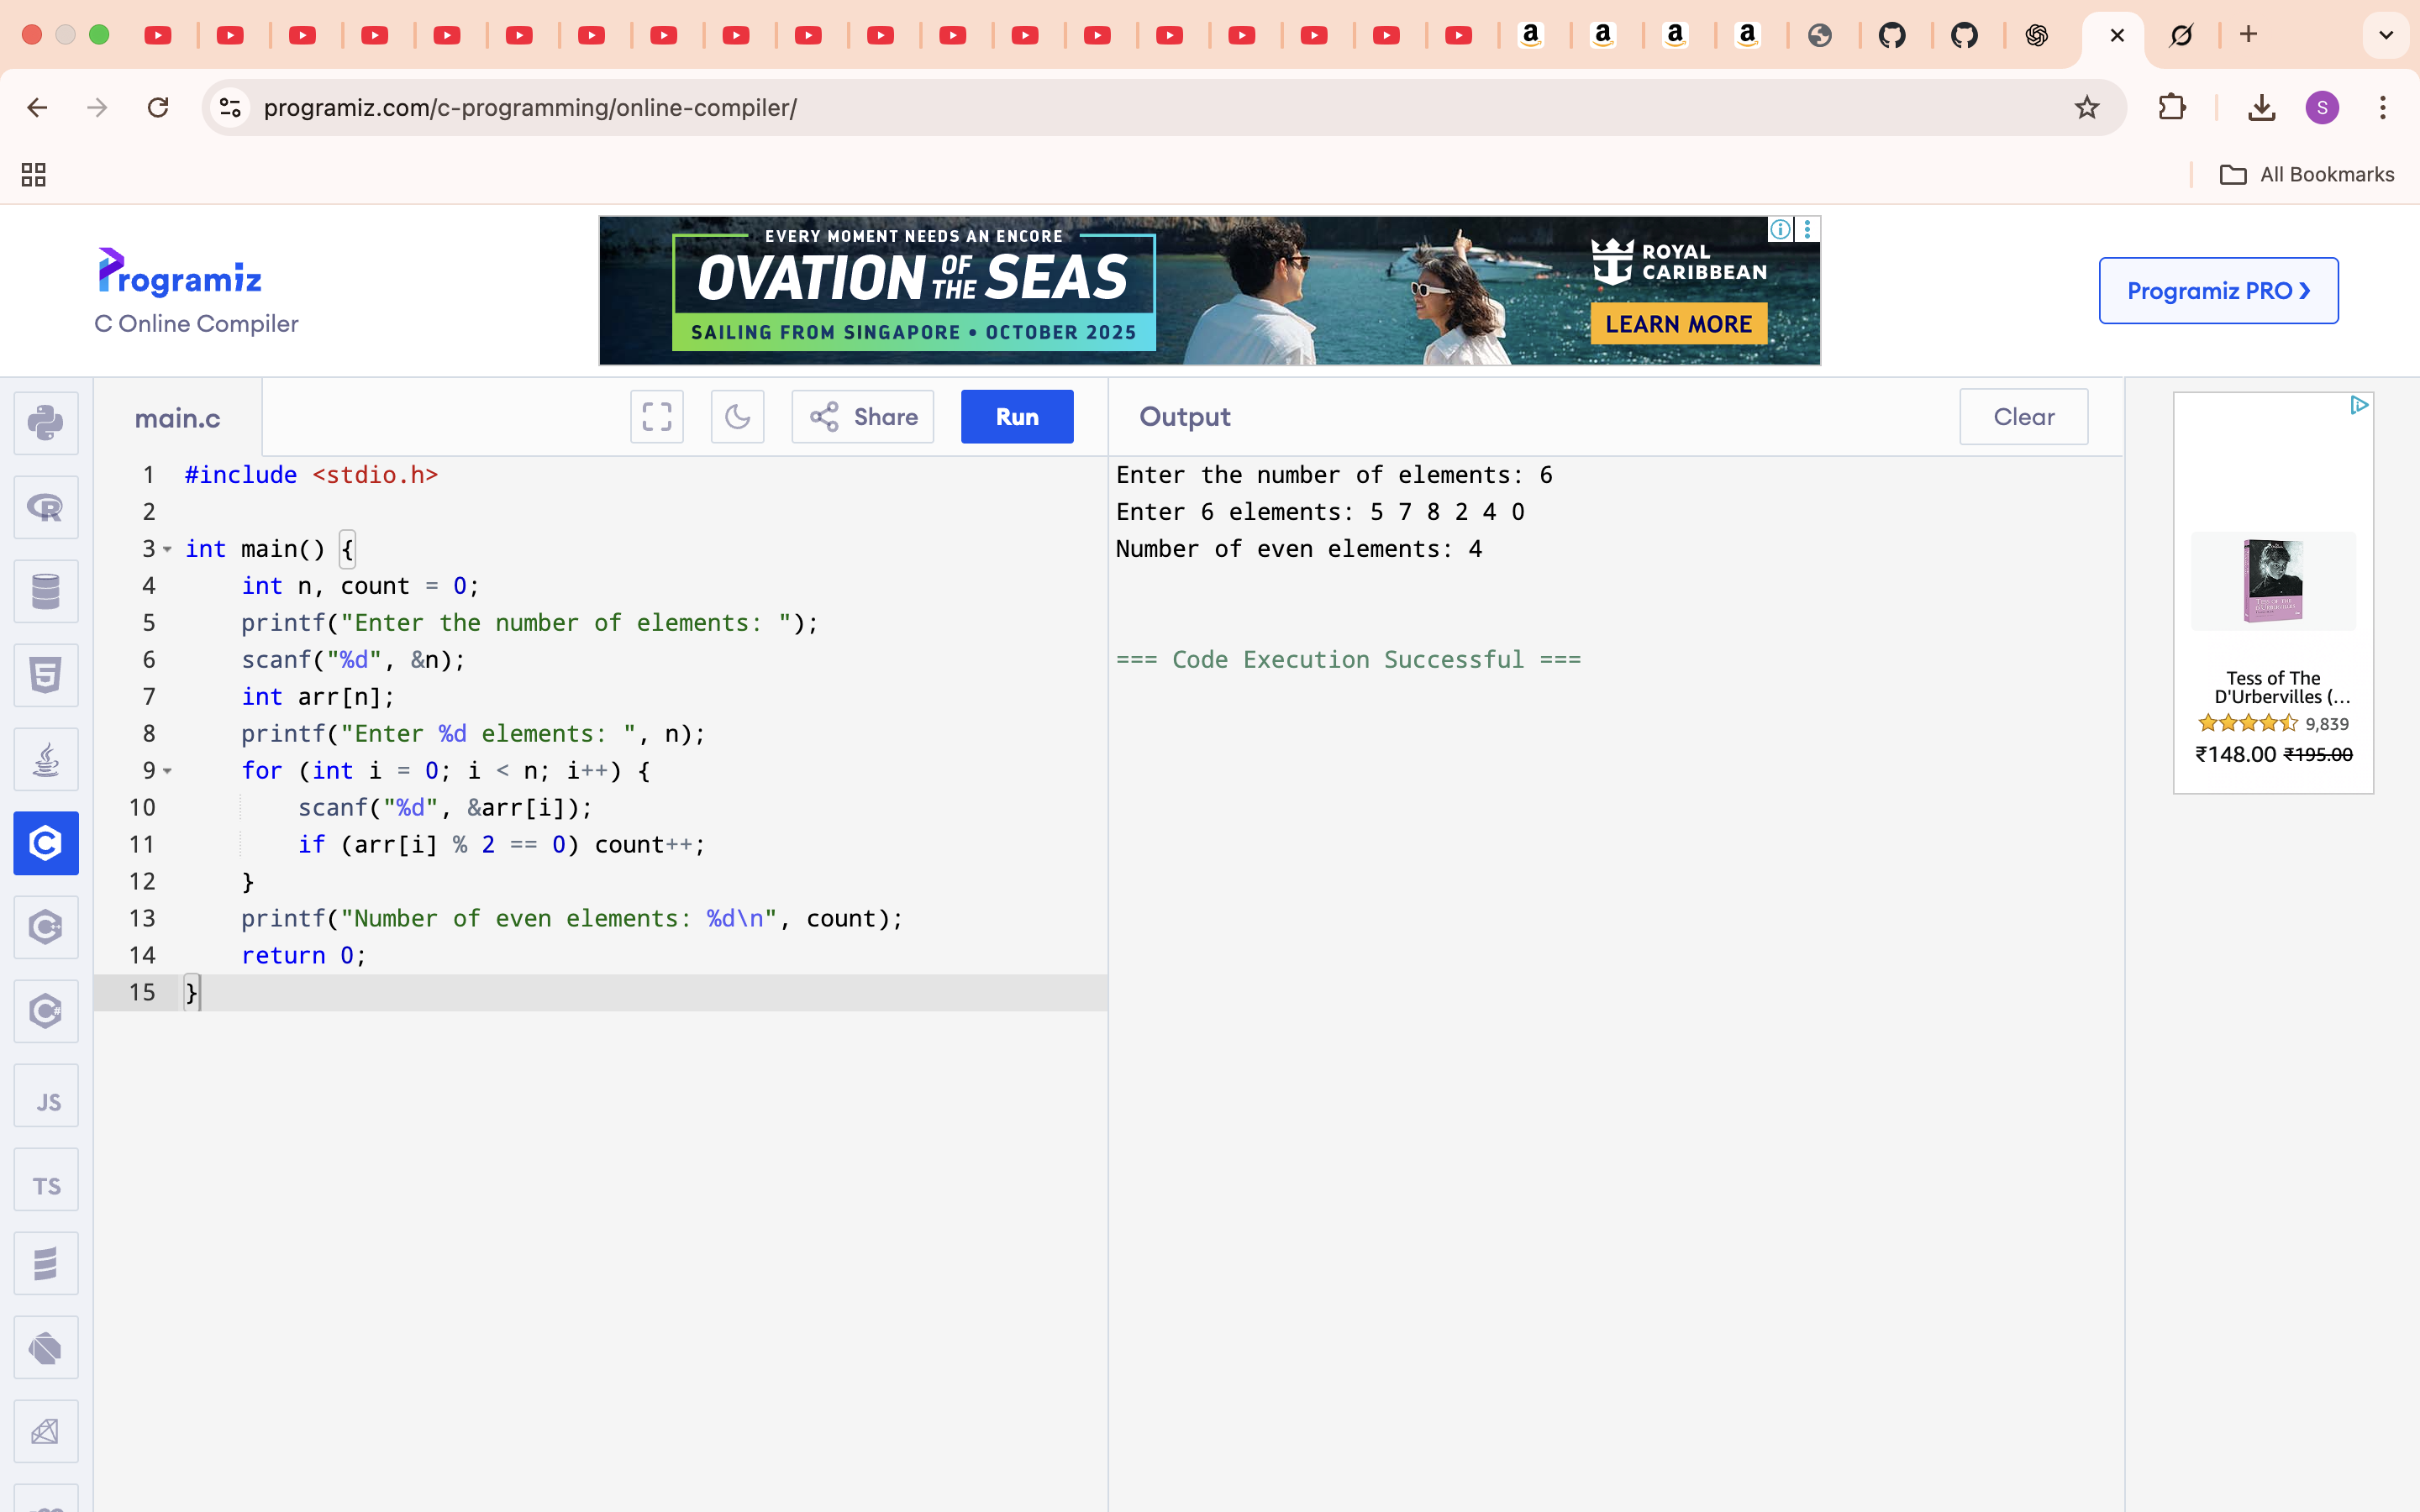 programiz.com/c-programming/online-compiler/
S
All Bookmarks
Programiz
C Online Compiler
EVERY MOMENT NEEDS AN ENCORE
OVATION OF THE SEAS
SAILING FROM SINGAPORE • OCTOBER 2025
ROYAL
CARIBBEAN
LEARN MORE
Programiz PRO ❯
main.c
Share
Run
Output
Clear
1 #include <stdio.h>
2
3 int main() {
4     int n, count = 0;
5     printf("Enter the number of elements: ");
6     scanf("%d", &n);
7     int arr[n];
8     printf("Enter %d elements: ", n);
9     for (int i = 0; i < n; i++) {
10         scanf("%d", &arr[i]);
11         if (arr[i] % 2 == 0) count++;
12     }
13     printf("Number of even elements: %d\n", count);
14     return 0;
15 }
Enter the number of elements: 6
Enter 6 elements: 5 7 8 2 4 0
Number of even elements: 4
=== Code Execution Successful ===
Tess of The
D'Urbervilles (...
9,839
₹148.00 ₹195.00
JS
TS